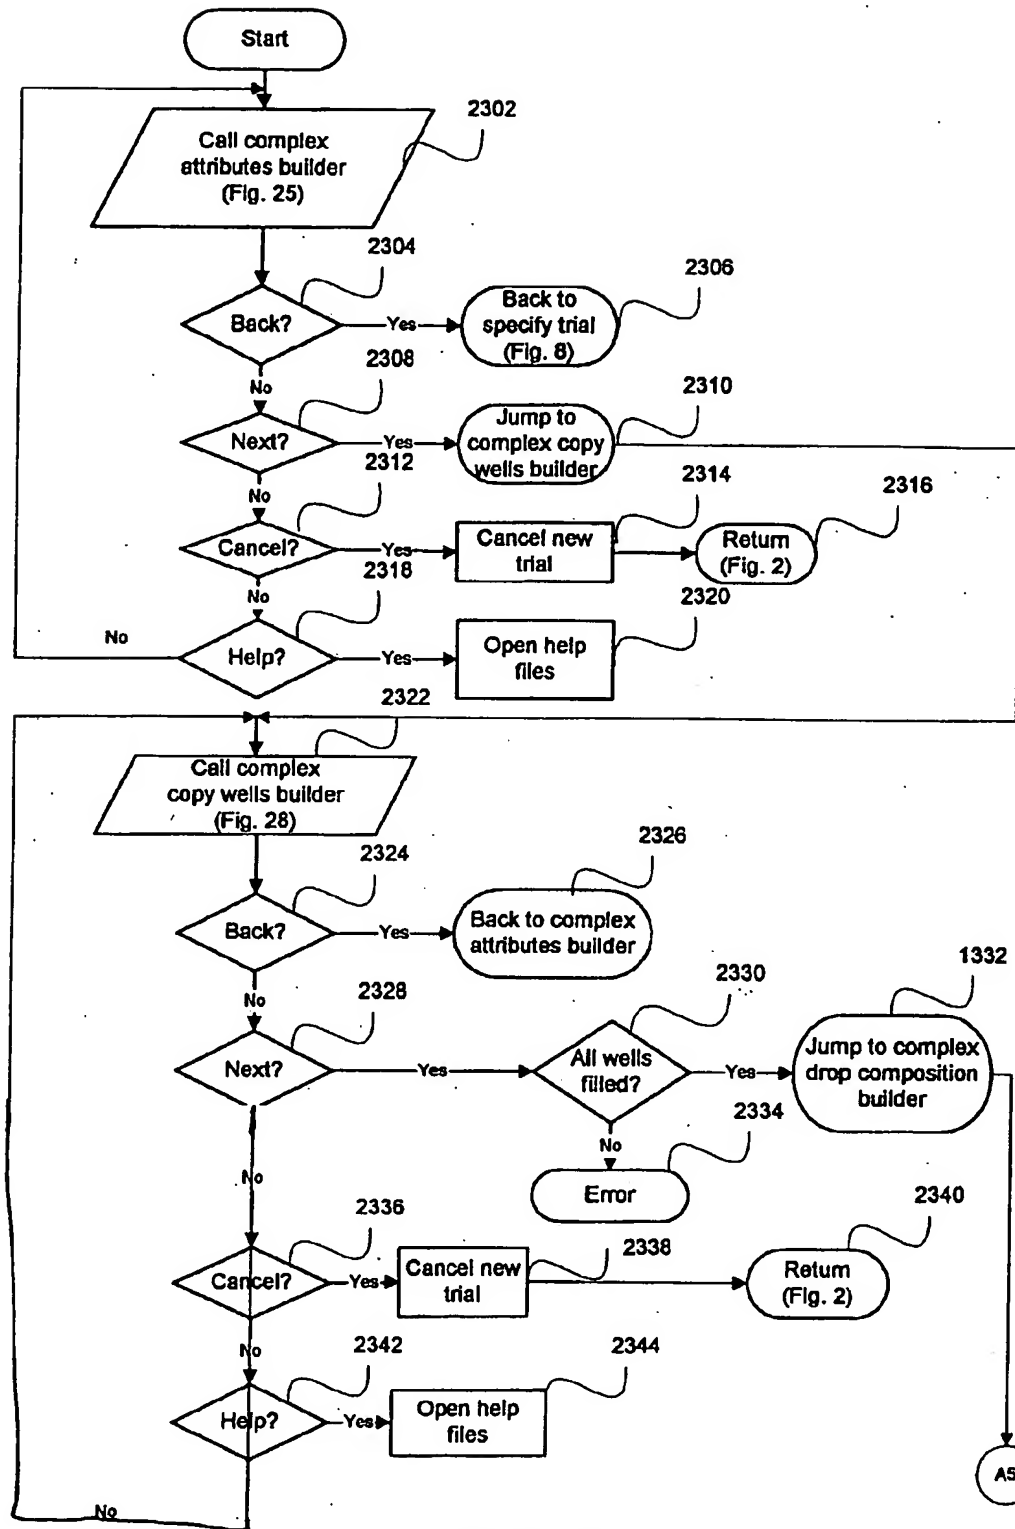 Start
2302
Call complex
attributes builder
(Fig. 25)
2304
2306
Back?
Yes
Back to
specify trial
(Fig. 8)
No
2308
2310
Next?
Yes
Jump to
complex copy
wells builder
No
2312
2314
2316
Cancel?
Yes
Cancel new
trial
Return
(Fig. 2)
No
2318
2320
No
Help?
Yes
Open help
files
2322
Call complex
copy wells builder
(Fig. 28)
2324
2326
Back?
Yes
Back to complex
attributes builder
No
2328
2330
1332
Next?
Yes
All wells
filled?
Yes
Jump to complex
drop composition
builder
No
2334
Error
No
2336
2338
2340
Cancel?
Yes
Cancel new
trial
Return
(Fig. 2)
No
2342
2344
Help?
Yes
Open help
files
A5
No